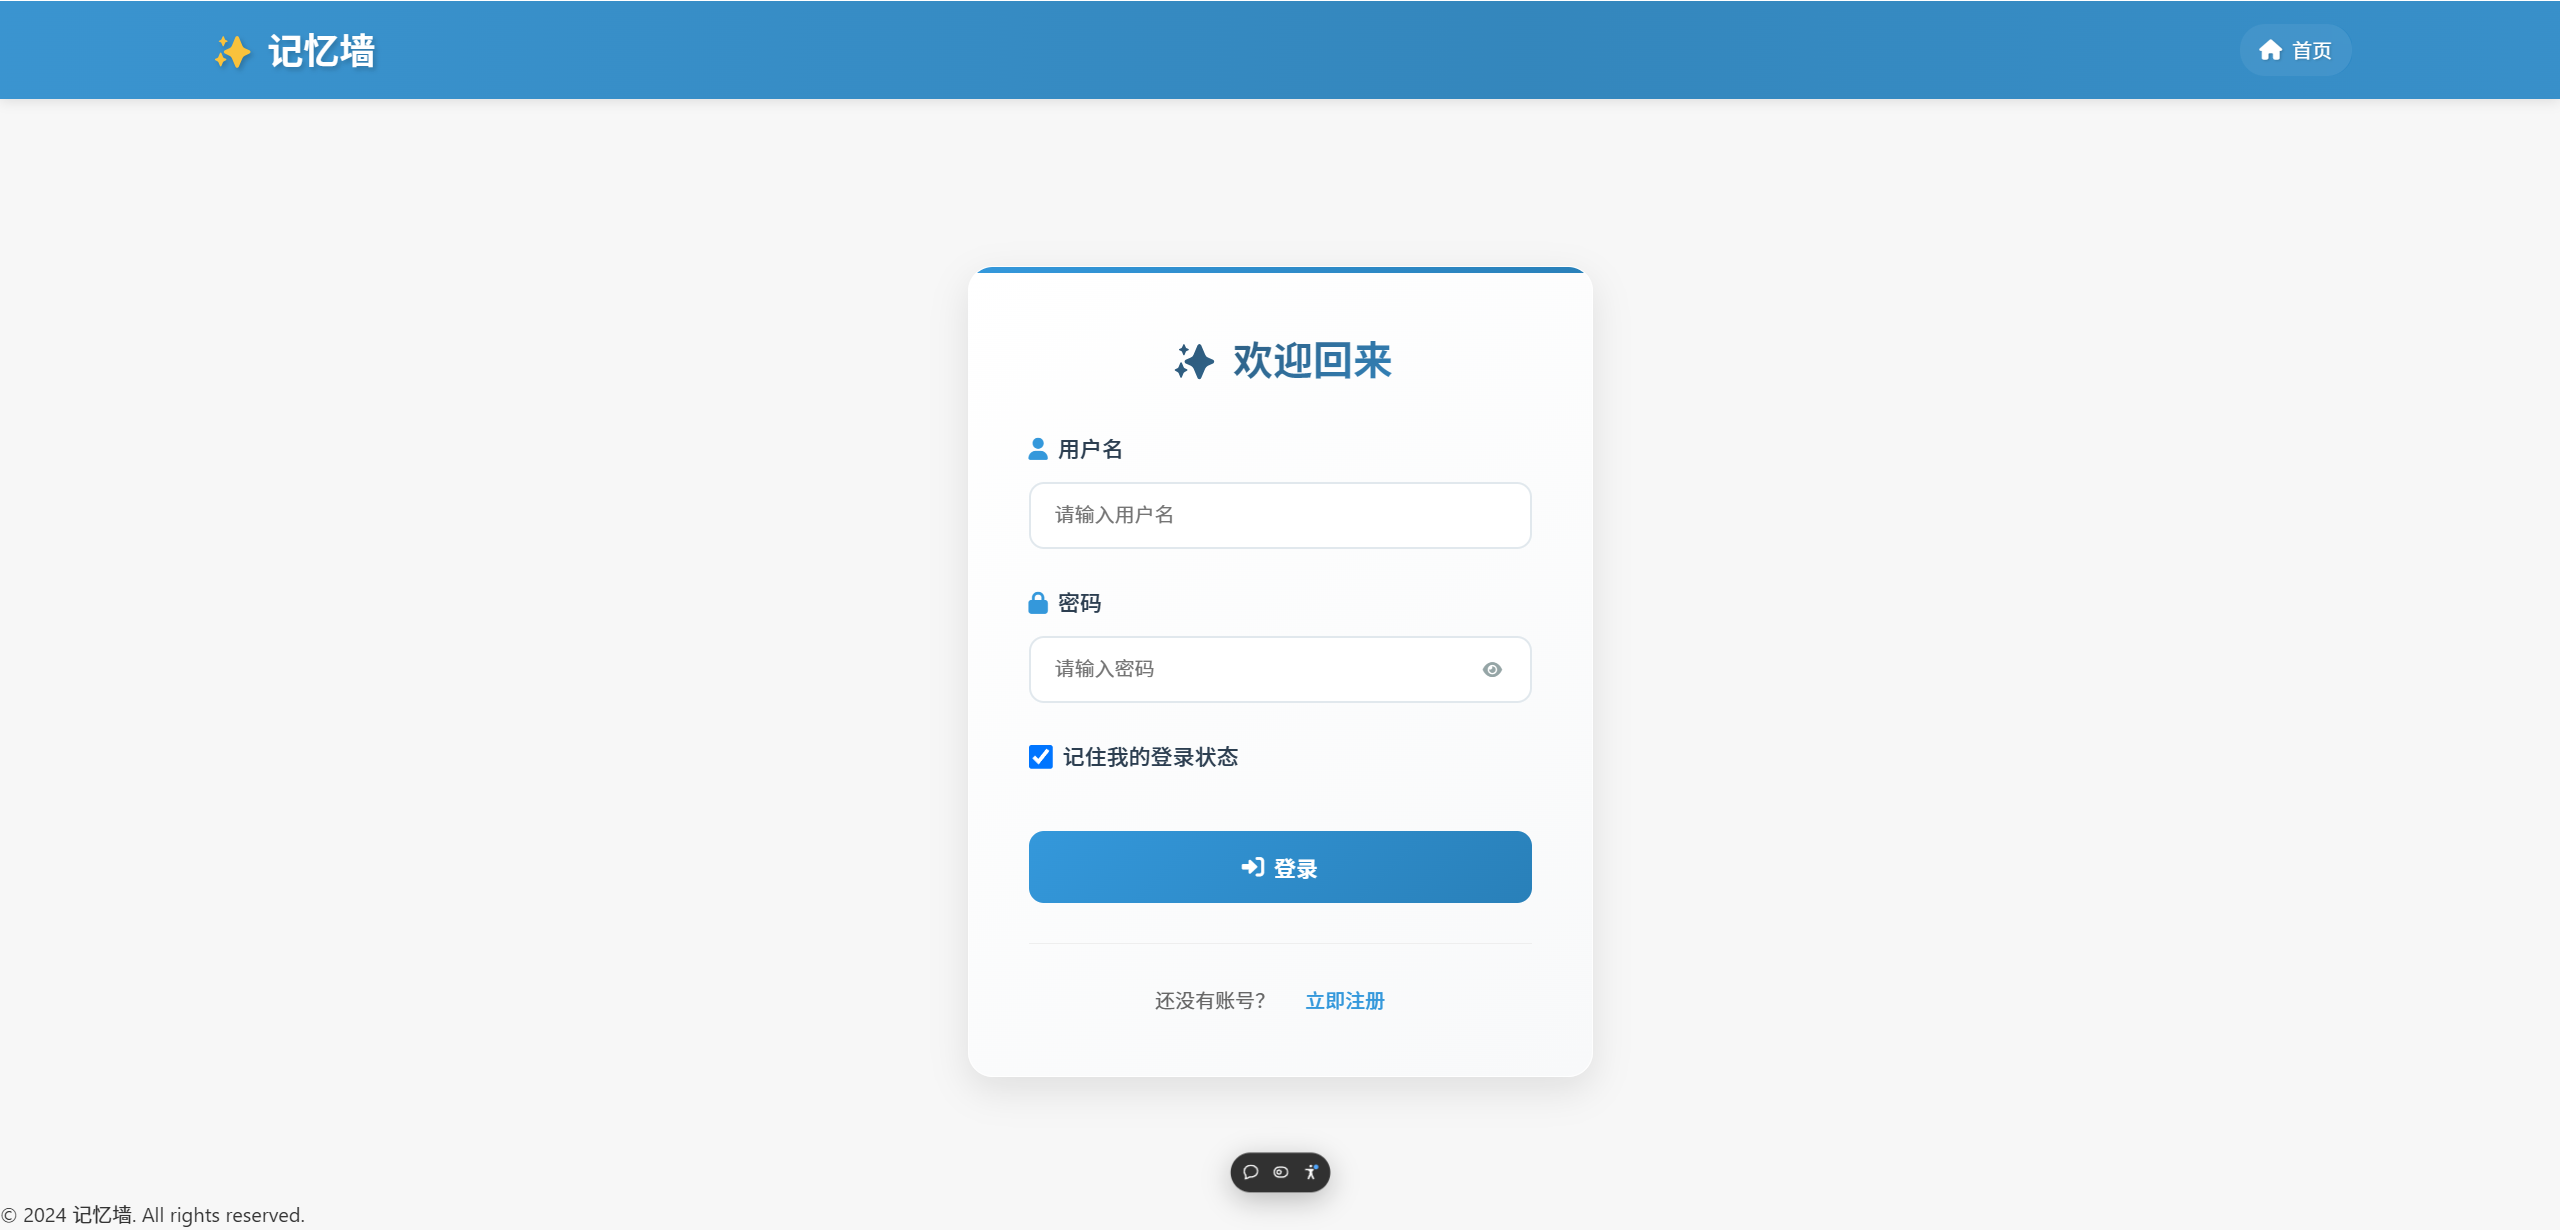 记忆墙
首页
欢迎回来
用户名
请输入用户名
密码
请输入密码
记住我的登录状态
登录
还没有账号？ 立即注册
© 2024 记忆墙. All rights reserved.